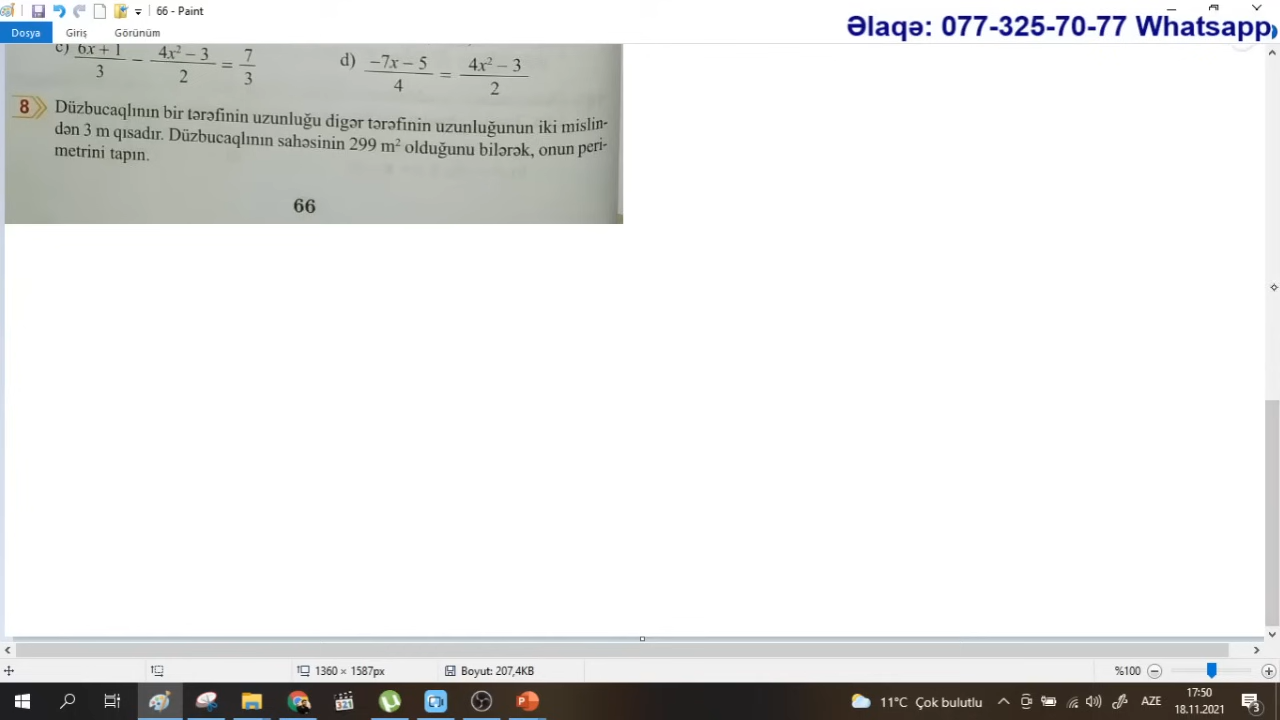 66 - Paint
Əlaqə: 077-325-70-77 Whatsapp
Dosya Giriş Görünüm
c) 6x + 1 / 3 − 4x² − 3 / 2 = 7 / 3
d) −7x − 5 / 4 = 4x² − 3 / 2
8 Düzbucaqlının bir tərəfinin uzunluğu digər tərəfinin uzunluğunun iki mislin-
dən 3 m qısadır. Düzbucaqlının sahəsinin 299 m² olduğunu bilərək, onun peri-
metrini tapın.
66
1360 × 1587px Boyut: 207,4KB %100
11°C Çok bulutlu AZE 17:50
18.11.2021 3